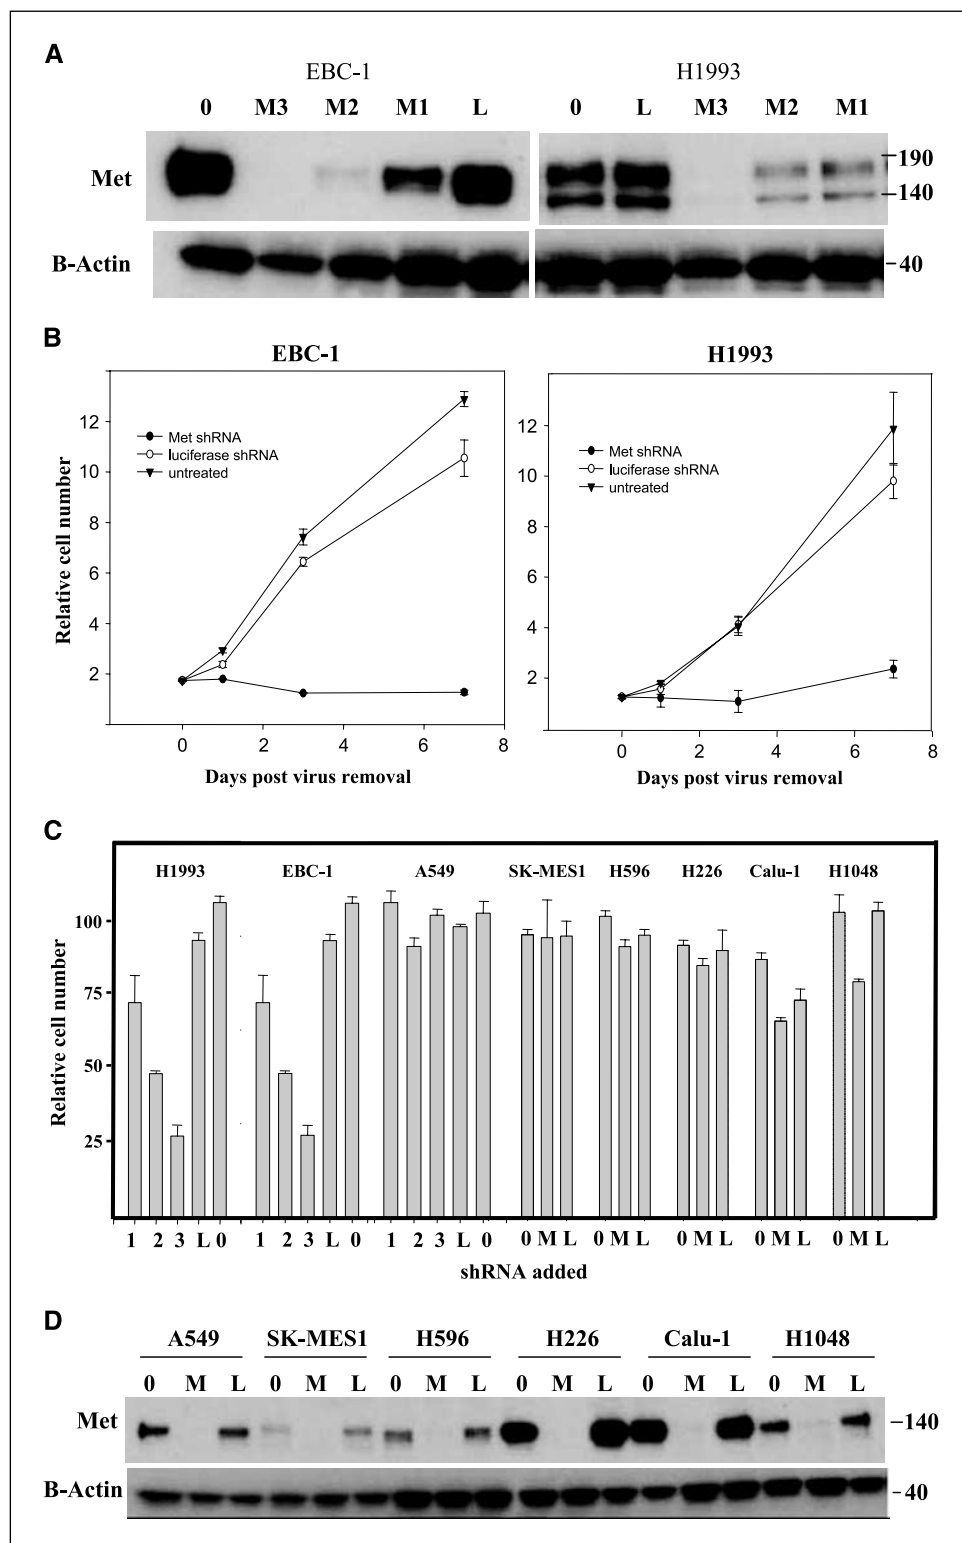 A
EBC-1 H1993
0 M3 M2 M1 L 0 L M3 M2 M1
Met
190
140
B-Actin
40
B
EBC-1 H1993
Relative cell number
12
10
8
6
4
2
Met shRNA
luciferase shRNA
untreated
0 2 4 6 8
Days post virus removal
12
10
8
6
4
2
Met shRNA
luciferase shRNA
untreated
0 2 4 6 8
Days post virus removal
C
H1993 EBC-1 A549 SK-MES1 H596 H226 Calu-1 H1048
Relative cell number
100
75
50
25
1 2 3 L 0 1 2 3 L 0 1 2 3 L 0 0 M L 0 M L 0 M L 0 M L 0 M L
shRNA added
D
A549 SK-MES1 H596 H226 Calu-1 H1048
0 M L 0 M L 0 M L 0 M L 0 M L 0 M L
Met
-140
B-Actin
-40